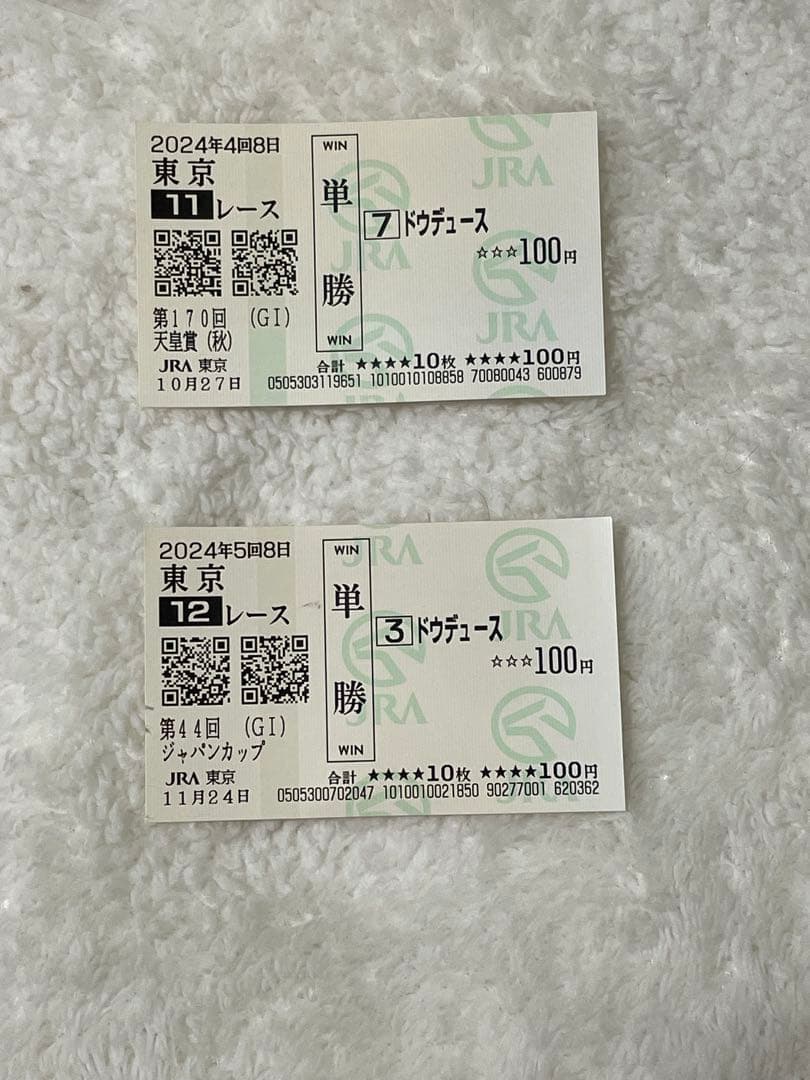 2024年4回8日
東京
11レース
第170回 (GI)
天皇賞(秋)
JRA 東京
10月27日
WIN
単勝
WIN
7 ドウデュース
☆☆☆100円
合計 ★★★★10枚 ★★★★100円
0505303119651 1010010108858 70080043 600879
JRA
JRA
JRA
2024年5回8日
東京
12レース
第44回 (GI)
ジャパンカップ
JRA 東京
11月24日
WIN
単勝
WIN
3 ドウデュース
☆☆☆100円
合計 ★★★★10枚 ★★★★100円
0505300702047 1010010021850 90277001 620362
JRA
JRA
JRA
JRA